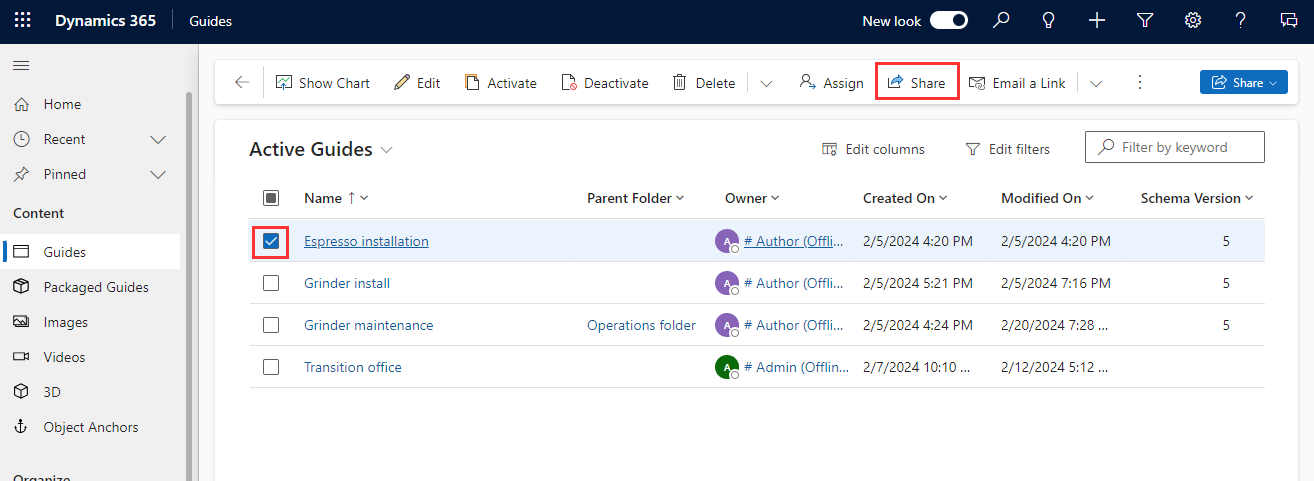 Dynamics 365 Guides New look
Show Chart Edit Activate Deactivate Delete Assign Share Email a Link Share
Home
Recent
Pinned
Content
Guides
Packaged Guides
Images
Videos
3D
Object Anchors
Organize
Active Guides Edit columns Edit filters Filter by keyword
Name Parent Folder Owner Created On Modified On Schema Version
Espresso installation A # Author (Offli... 2/5/2024 4:20 PM 2/5/2024 4:20 PM 5
Grinder install A # Author (Offli... 2/5/2024 5:21 PM 2/5/2024 7:16 PM 5
Grinder maintenance Operations folder A # Author (Offli... 2/5/2024 4:24 PM 2/20/2024 7:28 ... 5
Transition office A # Admin (Offlin... 2/7/2024 10:10 ... 2/12/2024 5:12 ...